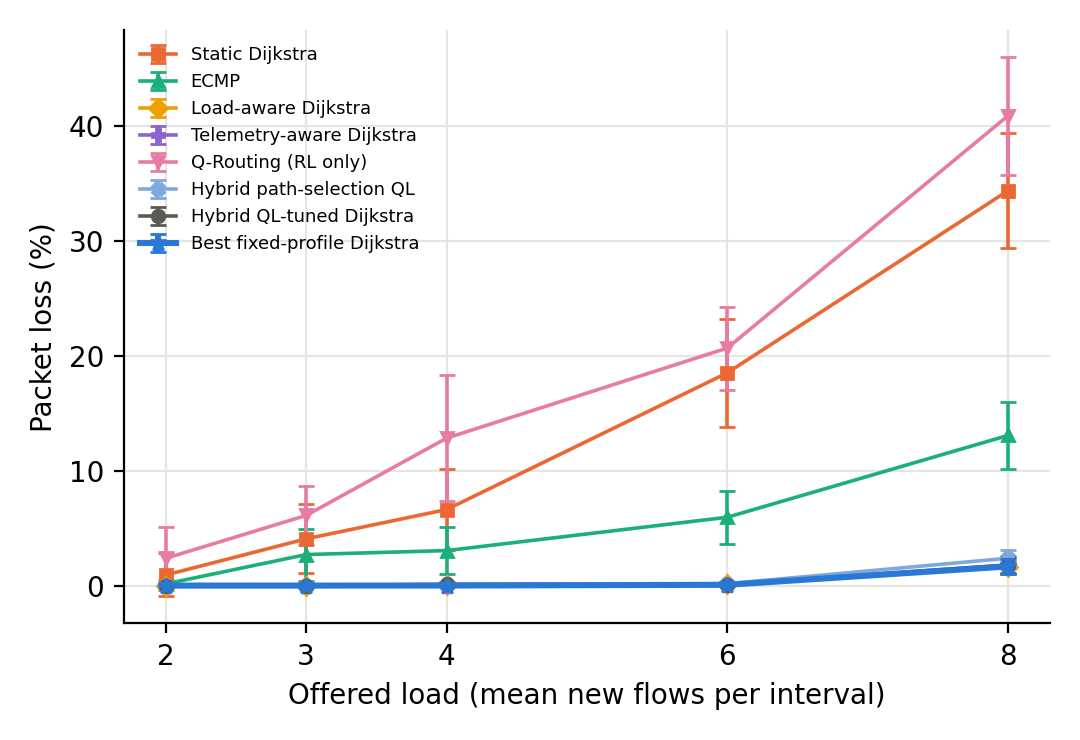 Static Dijkstra
ECMP
Load-aware Dijkstra
Telemetry-aware Dijkstra
Q-Routing (RL only)
Hybrid path-selection QL
Hybrid QL-tuned Dijkstra
Best fixed-profile Dijkstra
Packet loss (%)
40
30
20
10
0
2 3 4 6 8
Offered load (mean new flows per interval)